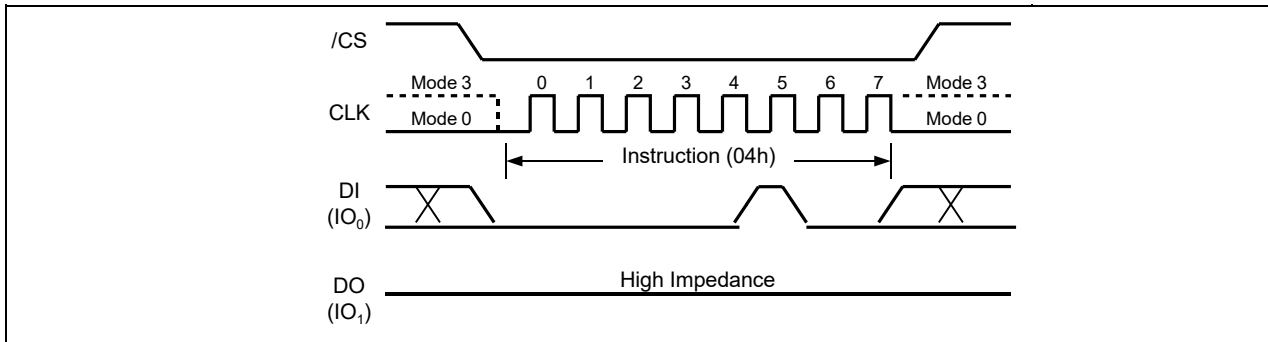 /CS
Mode 3 0 1 2 3 4 5 6 7 Mode 3
CLK
Mode 0 Mode 0
Instruction (04h)
DI
(IO₀)
High Impedance
DO
(IO₁)